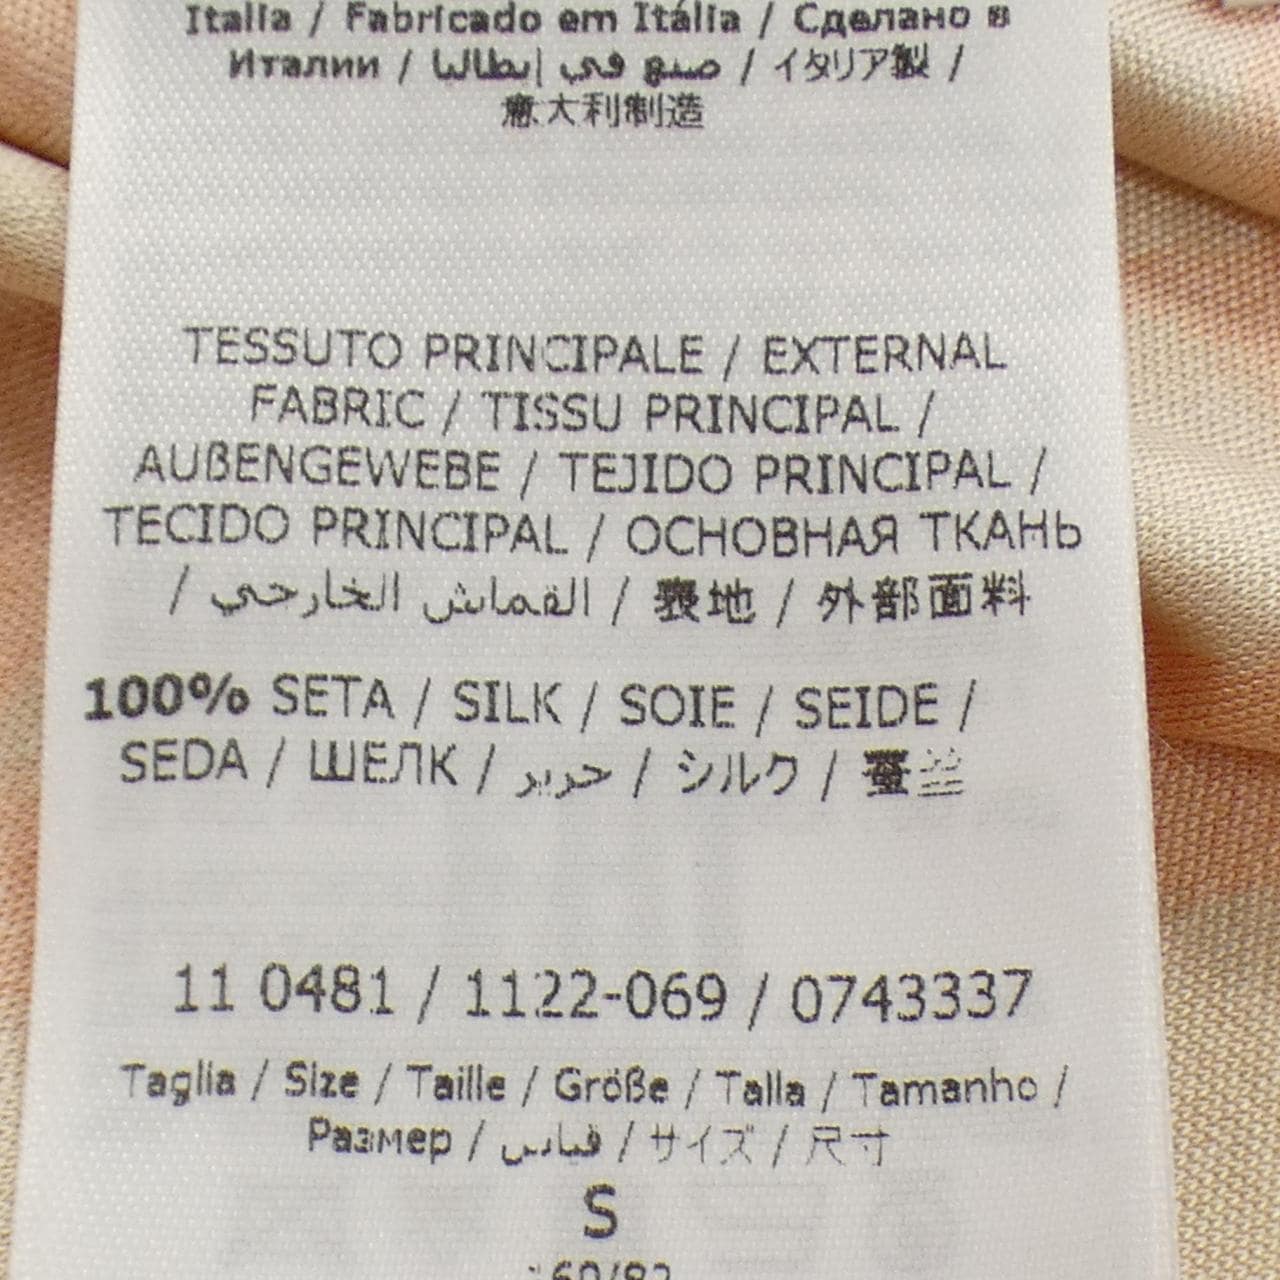 Italia / Fabricado em Itália / Сделано в
Италии / صنع في إيطاليا / イタリア製 /
意大利制造
TESSUTO PRINCIPALE / EXTERNAL
FABRIC / TISSU PRINCIPAL /
AUßENGEWEBE / TEJIDO PRINCIPAL /
TECIDO PRINCIPAL / ОСНОВНАЯ ТКАНЬ
/ القماش الخارجي / 表地 / 外部面料
100% SETA / SILK / SOIE / SEIDE /
SEDA / ШЕЛК / حرير / シルク / 蚕丝
11 0481 / 1122-069 / 0743337
Taglia / Size / Taille / Größe / Talla / Tamanho /
Размер / قياس / サイズ / 尺寸
S